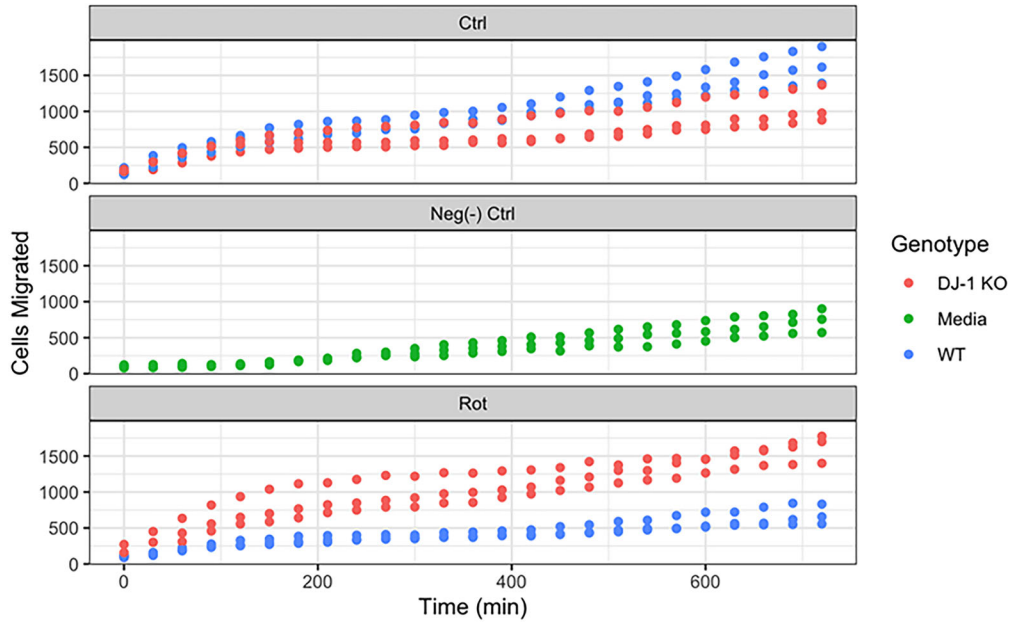 Ctrl
1500
1000
500
0
Neg(-) Ctrl
1500
1000
500
0
Rot
1500
1000
500
0
0 200 400 600
Time (min)
Cells Migrated
Genotype
DJ-1 KO
Media
WT